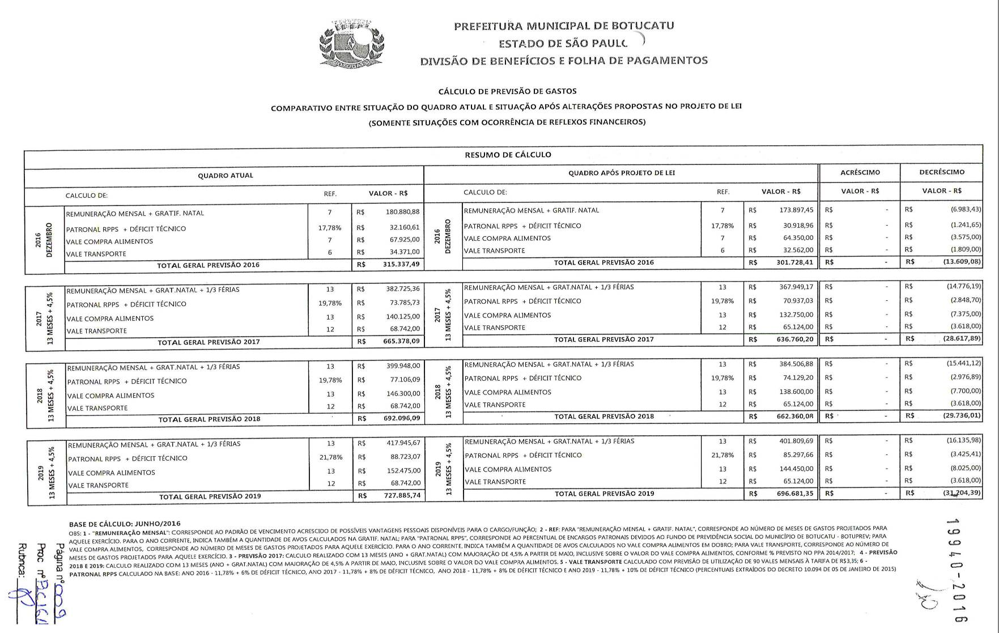 PREFEITURA MUNICIPAL DE BOTUCATU
ESTADO DE SÃO PAULO
DIVISÃO DE BENEFÍCIOS E FOLHA DE PAGAMENTOS
CÁLCULO DE PREVISÃO DE GASTOS
COMPARATIVO ENTRE SITUAÇÃO DO QUADRO ATUAL E SITUAÇÃO APÓS ALTERAÇÕES PROPOSTAS NO PROJETO DE LEI
(SOMENTE SITUAÇÕES COM OCORRÊNCIA DE REFLEXOS FINANCEIROS)
RESUMO DE CÁLCULO
QUADRO ATUAL QUADRO APÓS PROJETO DE LEI ACRÉSCIMO DECRÉSCIMO
CALCULO DE: REF. VALOR - R$ CALCULO DE: REF. VALOR - R$ VALOR - R$ VALOR - R$
2016 DEZEMBRO
REMUNERAÇÃO MENSAL + GRATIF. NATAL 7 R$ 180.880,88 REMUNERAÇÃO MENSAL + GRATIF. NATAL 7 R$ 173.897,45 R$ - R$ (6.983,43)
PATRONAL RPPS + DÉFICIT TÉCNICO 17,78% R$ 32.160,61 PATRONAL RPPS + DÉFICIT TÉCNICO 17,78% R$ 30.918,96 R$ - R$ (1.241,65)
VALE COMPRA ALIMENTOS 7 R$ 67.925,00 VALE COMPRA ALIMENTOS 7 R$ 64.350,00 R$ - R$ (3.575,00)
VALE TRANSPORTE 6 R$ 34.371,00 VALE TRANSPORTE 6 R$ 32.562,00 R$ - R$ (1.809,00)
2016 DEZEMBRO
TOTAL GERAL PREVISÃO 2016 R$ 315.337,49 TOTAL GERAL PREVISÃO 2016 R$ 301.728,41 R$ - R$ (13.609,08)
2017 13 MESES + 4,5%
REMUNERAÇÃO MENSAL + GRAT.NATAL + 1/3 FÉRIAS 13 R$ 382.725,36 REMUNERAÇÃO MENSAL + GRAT.NATAL + 1/3 FÉRIAS 13 R$ 367.949,17 R$ - R$ (14.776,19)
PATRONAL RPPS + DÉFICIT TÉCNICO 19,78% R$ 73.785,73 PATRONAL RPPS + DÉFICIT TÉCNICO 19,78% R$ 70.937,03 R$ - R$ (2.848,70)
VALE COMPRA ALIMENTOS 13 R$ 140.125,00 VALE COMPRA ALIMENTOS 13 R$ 132.750,00 R$ - R$ (7.375,00)
VALE TRANSPORTE 12 R$ 68.742,00 VALE TRANSPORTE 12 R$ 65.124,00 R$ - R$ (3.618,00)
2017 13 MESES + 4,5%
TOTAL GERAL PREVISÃO 2017 R$ 665.378,09 TOTAL GERAL PREVISÃO 2017 R$ 636.760,20 R$ - R$ (28.617,89)
2018 13 MESES + 4,5%
REMUNERAÇÃO MENSAL + GRAT.NATAL + 1/3 FÉRIAS 13 R$ 399.948,00 REMUNERAÇÃO MENSAL + GRAT.NATAL + 1/3 FÉRIAS 13 R$ 384.506,88 R$ - R$ (15.441,12)
PATRONAL RPPS + DÉFICIT TÉCNICO 19,78% R$ 77.106,09 PATRONAL RPPS + DÉFICIT TÉCNICO 19,78% R$ 74.129,20 R$ - R$ (2.976,89)
VALE COMPRA ALIMENTOS 13 R$ 146.300,00 VALE COMPRA ALIMENTOS 13 R$ 138.600,00 R$ - R$ (7.700,00)
VALE TRANSPORTE 12 R$ 68.742,00 VALE TRANSPORTE 12 R$ 65.124,00 R$ - R$ (3.618,00)
2018 13 MESES + 4,5%
TOTAL GERAL PREVISÃO 2018 R$ 692.096,09 TOTAL GERAL PREVISÃO 2018 R$ 662.360,08 R$ - R$ (29.736,01)
2019 13 MESES + 4,5%
REMUNERAÇÃO MENSAL + GRAT.NATAL + 1/3 FÉRIAS 13 R$ 417.945,67 REMUNERAÇÃO MENSAL + GRAT.NATAL + 1/3 FÉRIAS 13 R$ 401.809,69 R$ - R$ (16.135,98)
PATRONAL RPPS + DÉFICIT TÉCNICO 21,78% R$ 88.723,07 PATRONAL RPPS + DÉFICIT TÉCNICO 21,78% R$ 85.297,66 R$ - R$ (3.425,41)
VALE COMPRA ALIMENTOS 13 R$ 152.475,00 VALE COMPRA ALIMENTOS 13 R$ 144.450,00 R$ - R$ (8.025,00)
VALE TRANSPORTE 12 R$ 68.742,00 VALE TRANSPORTE 12 R$ 65.124,00 R$ - R$ (3.618,00)
2019 13 MESES + 4,5%
TOTAL GERAL PREVISÃO 2019 R$ 727.885,74 TOTAL GERAL PREVISÃO 2019 R$ 696.681,35 R$ - R$ (31.204,39)
BASE DE CÁLCULO: JUNHO/2016
OBS: 1 - "REMUNERAÇÃO MENSAL": CORRESPONDE AO PADRÃO DE VENCIMENTO ACRESCIDO DE POSSÍVEIS VANTAGENS PESSOAIS DISPONÍVEIS PARA O CARGO/FUNÇÃO; 2 - REF: PARA "REMUNERAÇÃO MENSAL + GRATIF. NATAL", CORRESPONDE AO NÚMERO DE MESES DE GASTOS PROJETADOS PARA
AQUELE EXERCÍCIO. PARA O ANO CORRENTE, INDICA TAMBÉM A QUANTIDADE DE AVOS CALCULADOS NA GRATIF. NATAL; PARA "PATRONAL RPPS", CORRESPONDE AO PERCENTUAL DE ENCARGOS PATRONAIS DEVIDOS AO FUNDO DE PREVIDÊNCIA SOCIAL DO MUNICÍPIO DE BOTUCATU - BOTUPREV; PARA
VALE COMPRA ALIMENTOS, CORRESPONDE AO NÚMERO DE MESES DE GASTOS PROJETADOS PARA AQUELE EXERCÍCIO. PARA O ANO CORRENTE, INDICA TAMBÉM A QUANTIDADE DE AVOS CALCULADOS NO VALE COMPRA ALIMENTOS EM DOBRO; PARA VALE TRANSPORTE, CORRESPONDE AO NÚMERO DE
MESES DE GASTOS PROJETADOS PARA AQUELE EXERCÍCIO. 3 - PREVISÃO 2017: CALCULO REALIZADO COM 13 MESES (ANO + GRAT.NATAL) COM MAJORAÇÃO DE 4,5% A PARTIR DE MAIO, INCLUSIVE SOBRE O VALOR DO VALE COMPRA ALIMENTOS, CONFORME % PREVISTO NO PPA 2014/2017; 4 - PREVISÃO
2018 E 2019: CALCULO REALIZADO COM 13 MESES (ANO + GRAT.NATAL) COM MAJORAÇÃO DE 4,5% A PARTIR DE MAIO, INCLUSIVE SOBRE O VALOR DO VALE COMPRA ALIMENTOS. 5 - VALE TRANSPORTE CALCULADO COM PREVISÃO DE UTILIZAÇÃO DE 90 VALES MENSAIS À TARIFA DE R$3,35; 6 -
PATRONAL RPPS CALCULADO NA BASE: ANO 2016 - 11,78% + 6% DE DÉFICIT TÉCNICO, ANO 2017 - 11,78% + 8% DE DÉFICIT TÉCNICO, ANO 2018 - 11,78% + 8% DE DÉFICIT TÉCNICO E ANO 2019 - 11,78% + 10% DE DÉFICIT TÉCNICO (PERCENTUAIS EXTRAÍDOS DO DECRETO 10.094 DE 05 DE JANEIRO DE 2015)
Página nº 009
Proc nº
Rubrica:
19940-2016